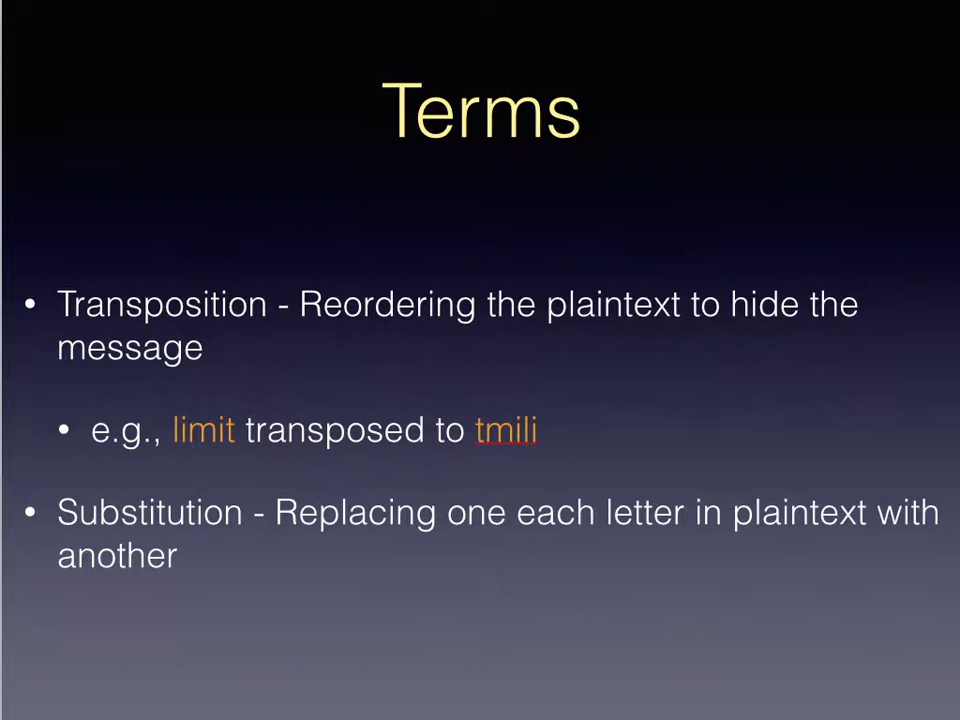 Terms
• Transposition - Reordering the plaintext to hide the
message
• e.g., limit transposed to tmili
• Substitution - Replacing one each letter in plaintext with
another